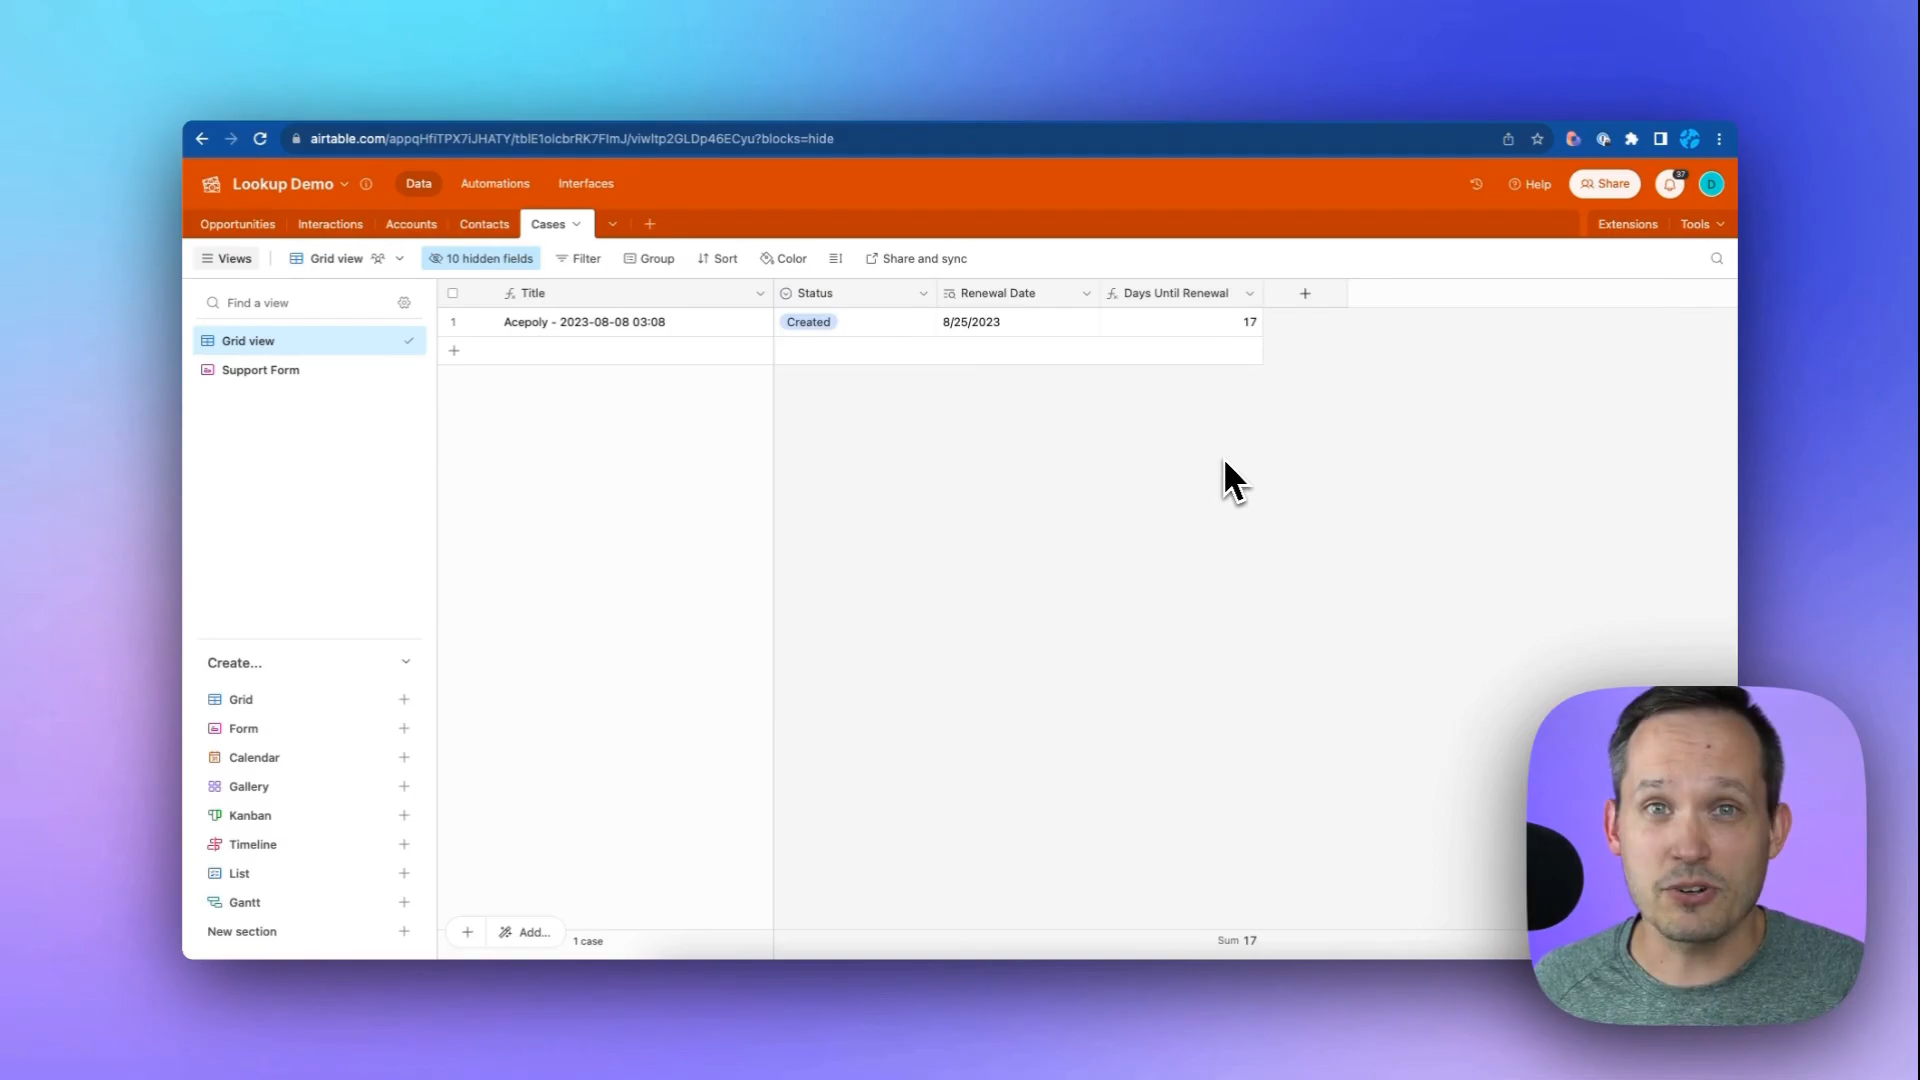 airtable.com/appqHfiTPX7iJHATY/tblE1olcbrRK7FlmJ/viwItp2GLDp46ECyu?blocks=hide
Lookup Demo Data Automations Interfaces Help Share 37 D
Opportunities Interactions Accounts Contacts Cases Extensions Tools
Views Grid view 10 hidden fields Filter Group Sort Color Share and sync
Find a view
Title Status Renewal Date Days Until Renewal
1 Acepoly - 2023-08-08 03:08 Created 8/25/2023 17
Grid view
Support Form
Create...
Grid
Form
Calendar
Gallery
Kanban
Timeline
List
Gantt
New section
Add...
1 case
Sum 17